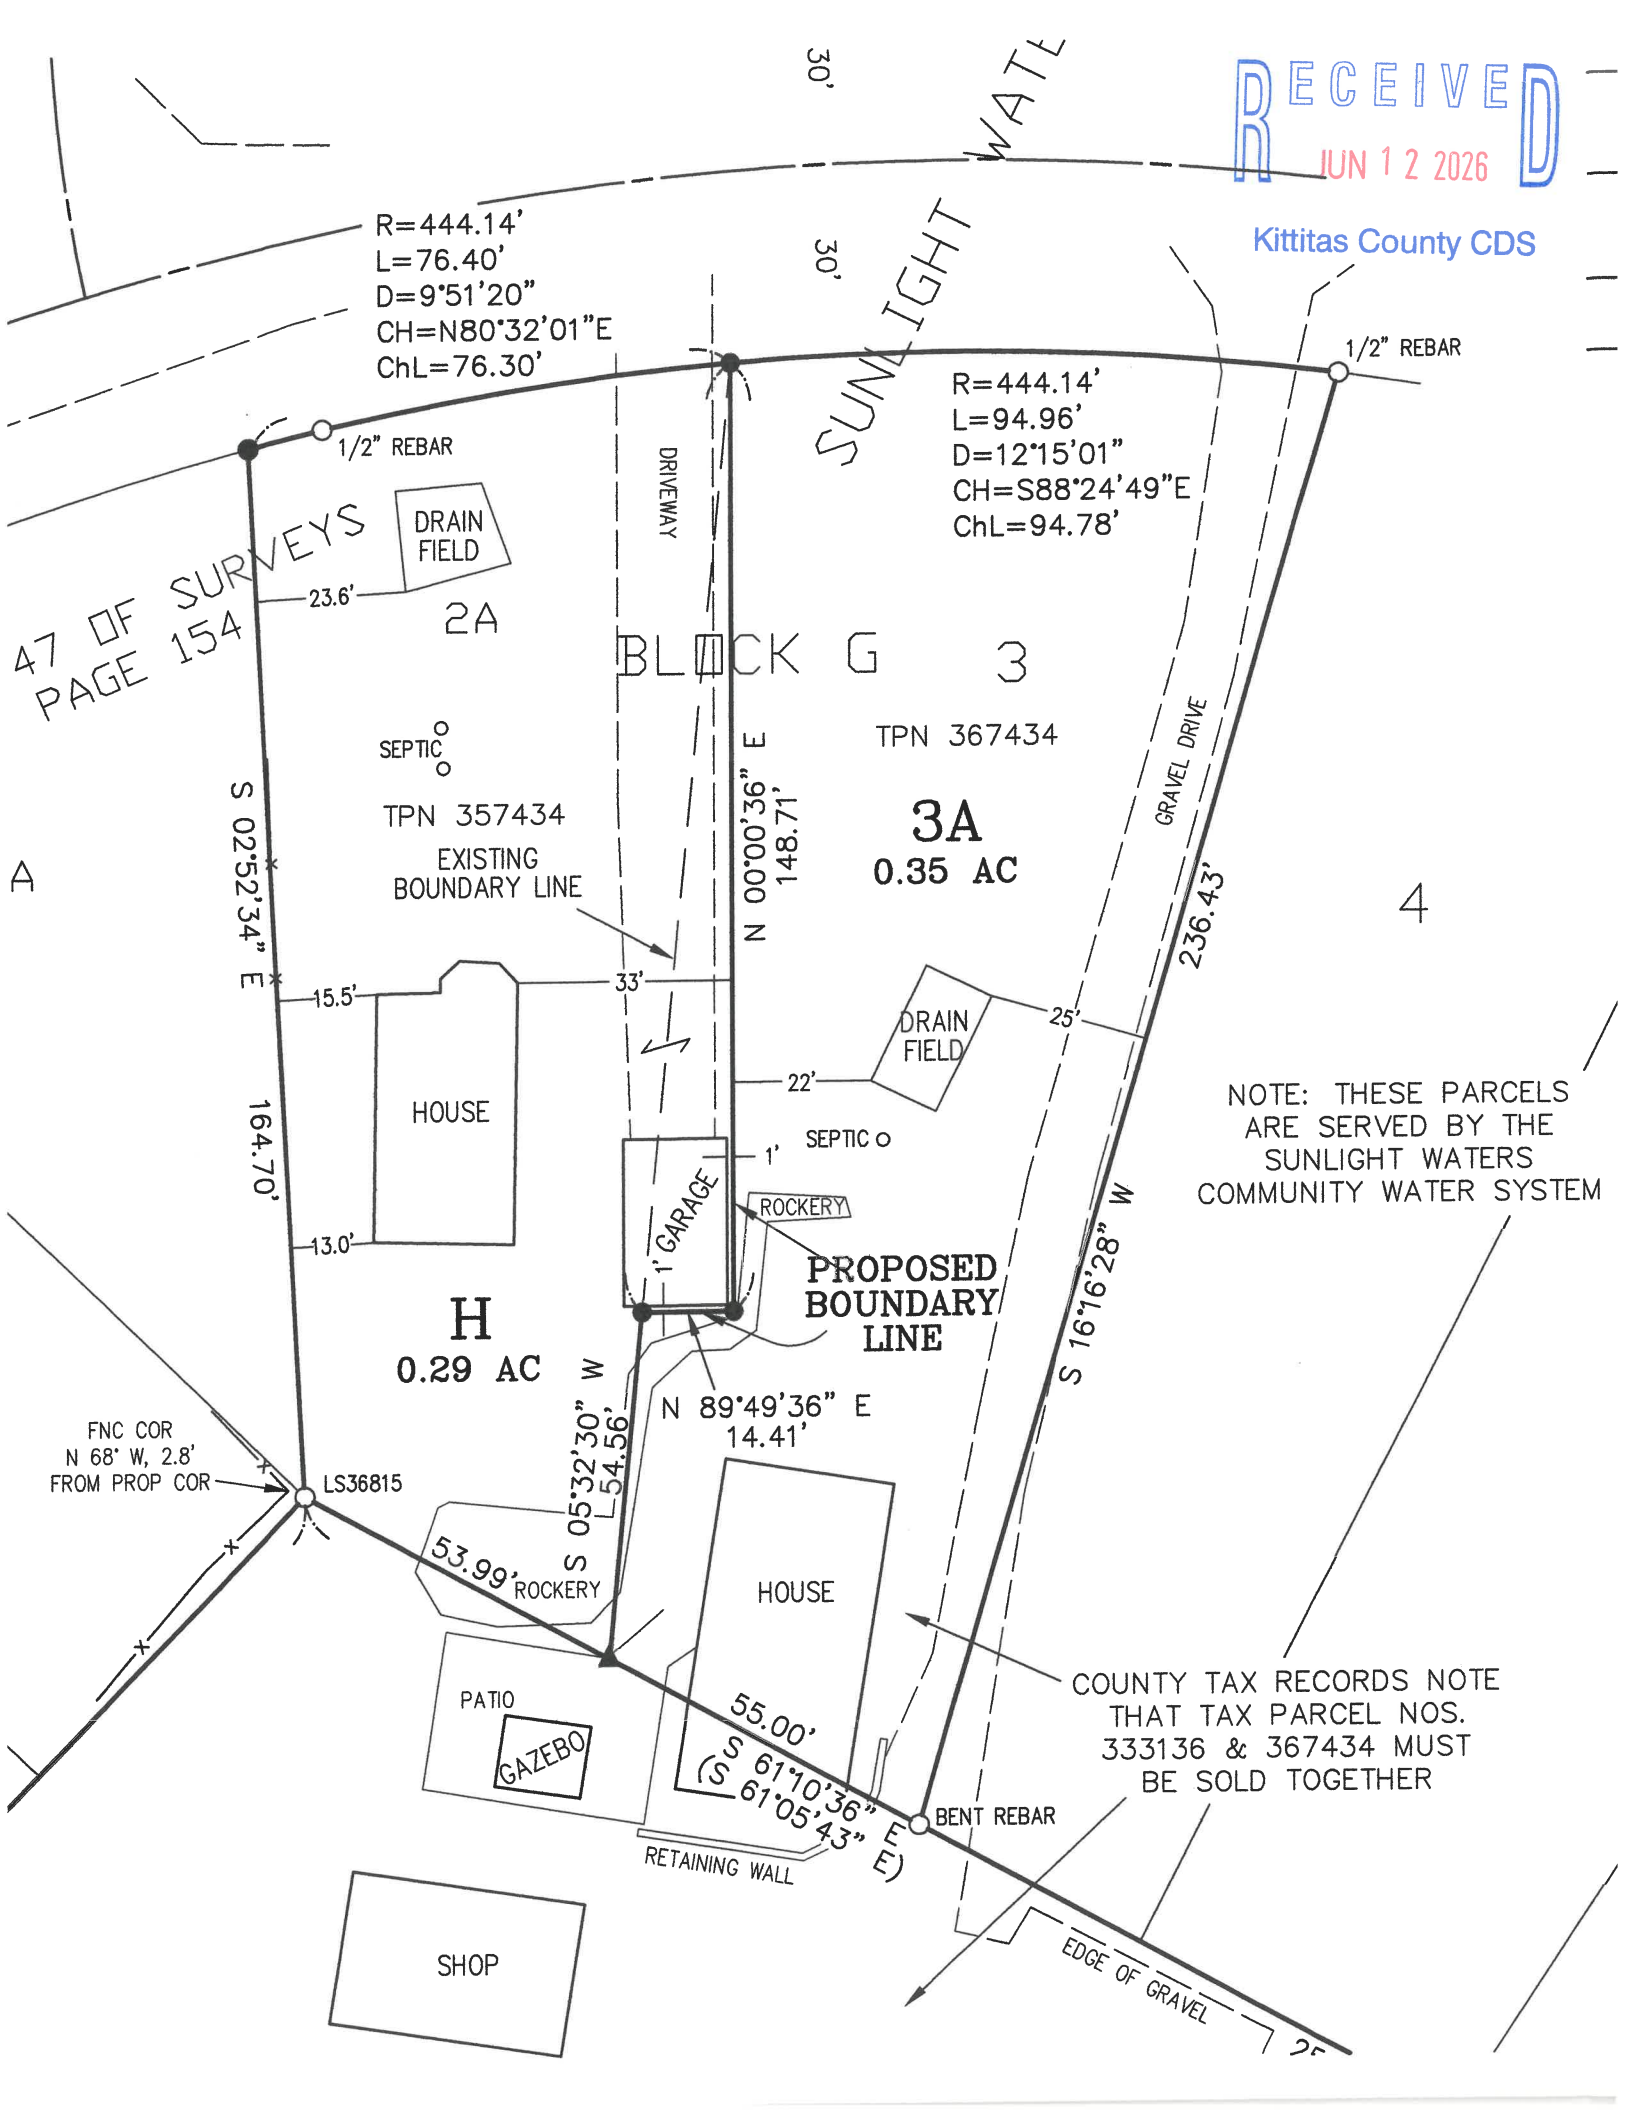 30'
WATE
RECEIVED
JUN 12 2026
Kittitas County CDS
30'
SUNLIGHT
R=444.14'
L=76.40'
D=9°51'20"
CH=N80°32'01"E
ChL=76.30'
1/2" REBAR
1/2" REBAR
R=444.14'
L=94.96'
D=12°15'01"
CH=S88°24'49"E
ChL=94.78'
DRIVEWAY
47 OF SURVEYS
PAGE 154
DRAIN
FIELD
23.6'
2A
BLOCK G
3
SEPTIC
TPN 357434
TPN 367434
EXISTING
BOUNDARY LINE
N 00°00'36" E
148.71'
3A
0.35 AC
GRAVEL DRIVE
A
4
S 02°52'34" E
164.70'
236.43'
S 16°16'28" W
15.5'
33'
DRAIN
FIELD
25'
22'
HOUSE
SEPTIC
1'
GARAGE
1'
ROCKERY
13.0'
NOTE: THESE PARCELS
ARE SERVED BY THE
SUNLIGHT WATERS
COMMUNITY WATER SYSTEM
PROPOSED
BOUNDARY
LINE
H
0.29 AC
N 89°49'36" E
14.41'
S 05°32'30" W
54.56'
FNC COR
N 68° W, 2.8'
FROM PROP COR
LS36815
53.99'
ROCKERY
HOUSE
COUNTY TAX RECORDS NOTE
THAT TAX PARCEL NOS.
333136 & 367434 MUST
BE SOLD TOGETHER
PATIO
GAZEBO
55.00'
S 61°10'36" E
(S 61°05'43" E)
BENT REBAR
RETAINING WALL
SHOP
EDGE OF GRAVEL